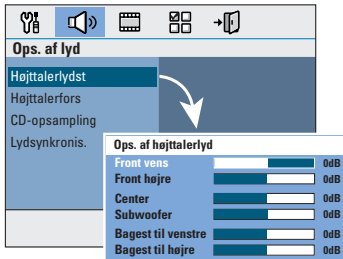 Ops. af lyd
Højttalerlydst
Højttalerfors
CD-opsampling
Lydsynkronis.
Ops. af højttalerlyd
Front vens 0dB
Front højre 0dB
Center 0dB
Subwoofer 0dB
Bagest til venstre 0dB
Bagest til højre 0dB